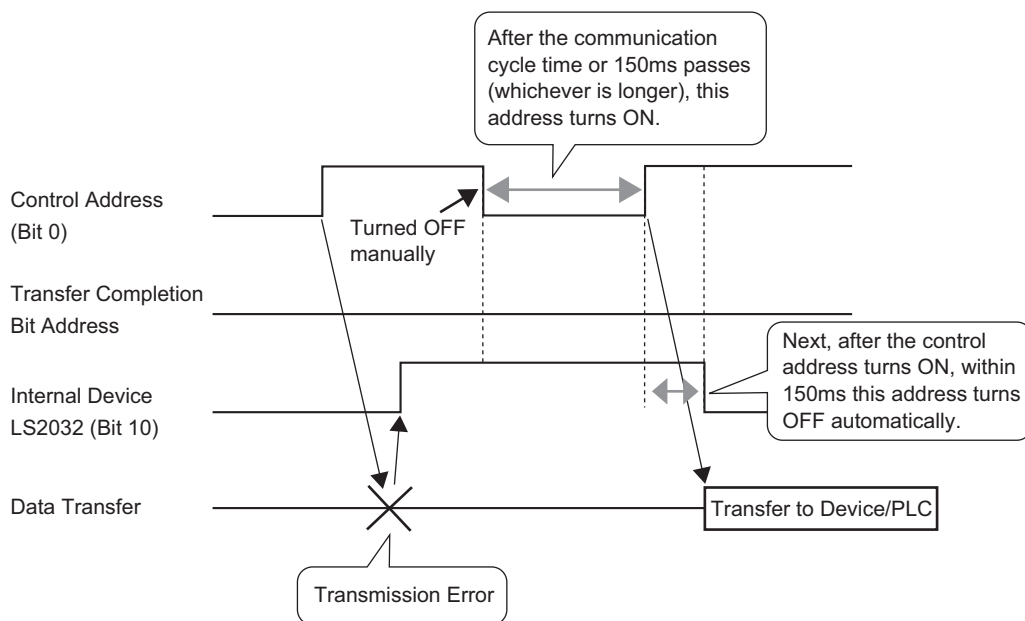 After the communication
cycle time or 150ms passes
(whichever is longer), this
address turns ON.
Control Address
(Bit 0)
Turned OFF
manually
Transfer Completion
Bit Address
Next, after the control
address turns ON, within
150ms this address turns
OFF automatically.
Internal Device
LS2032 (Bit 10)
Data Transfer
Transfer to Device/PLC
Transmission Error